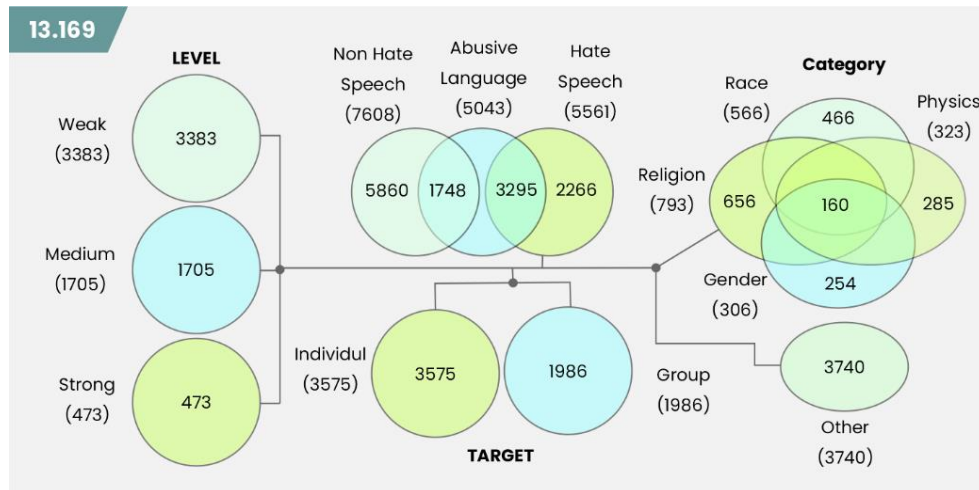 13.169
LEVEL
Weak
(3383)
3383
Medium
(1705)
1705
Strong
(473)
473
Non Hate
Speech
(7608)
Abusive
Language
(5043)
Hate
Speech
(5561)
5860
1748
3295
2266
Individul
(3575)
3575
1986
Group
(1986)
TARGET
Category
Race
(566)
466
Physics
(323)
Religion
(793)
656
160
285
Gender
(306)
254
3740
Other
(3740)